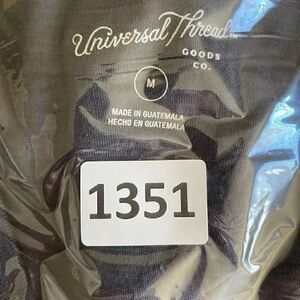 Universal Thread
GOODS
CO.
M
MADE IN GUATEMALA
HECHO EN GUATEMALA
1351